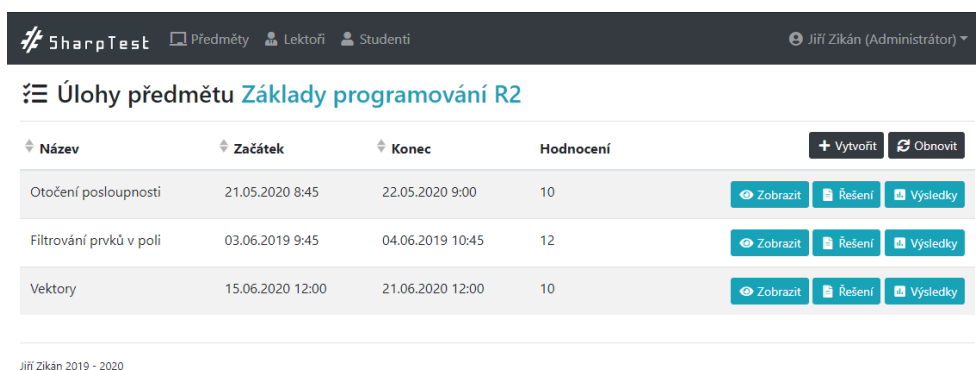 SharpTest Předměty Lektoři Studenti Jiří Zikán (Administrátor)
Úlohy předmětu Základy programování R2
Název Začátek Konec Hodnocení Vytvořit Obnovit
Otočení posloupnosti 21.05.2020 8:45 22.05.2020 9:00 10 Zobrazit Řešení Výsledky
Filtrování prvků v poli 03.06.2019 9:45 04.06.2019 10:45 12 Zobrazit Řešení Výsledky
Vektory 15.06.2020 12:00 21.06.2020 12:00 10 Zobrazit Řešení Výsledky
Jiří Zikán 2019 - 2020